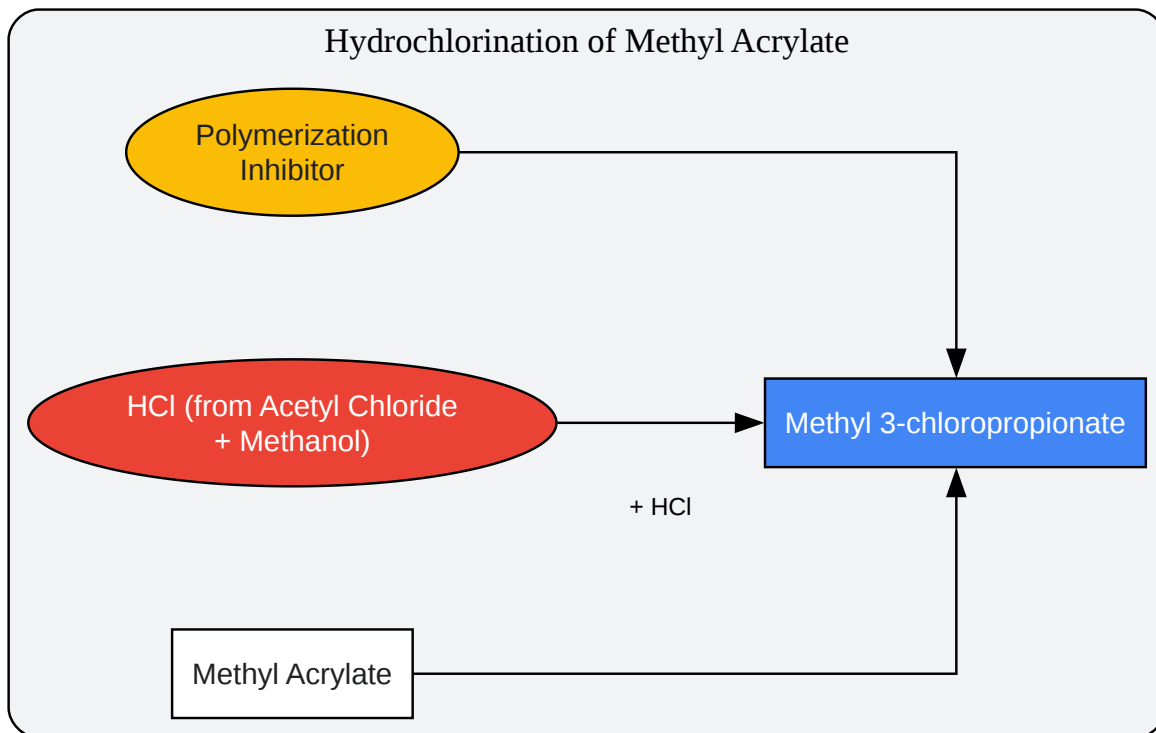 Hydrochlorination of Methyl Acrylate
Polymerization
Inhibitor
HCl (from Acetyl Chloride
+ Methanol)
Methyl 3-chloropropionate
+ HCl
Methyl Acrylate